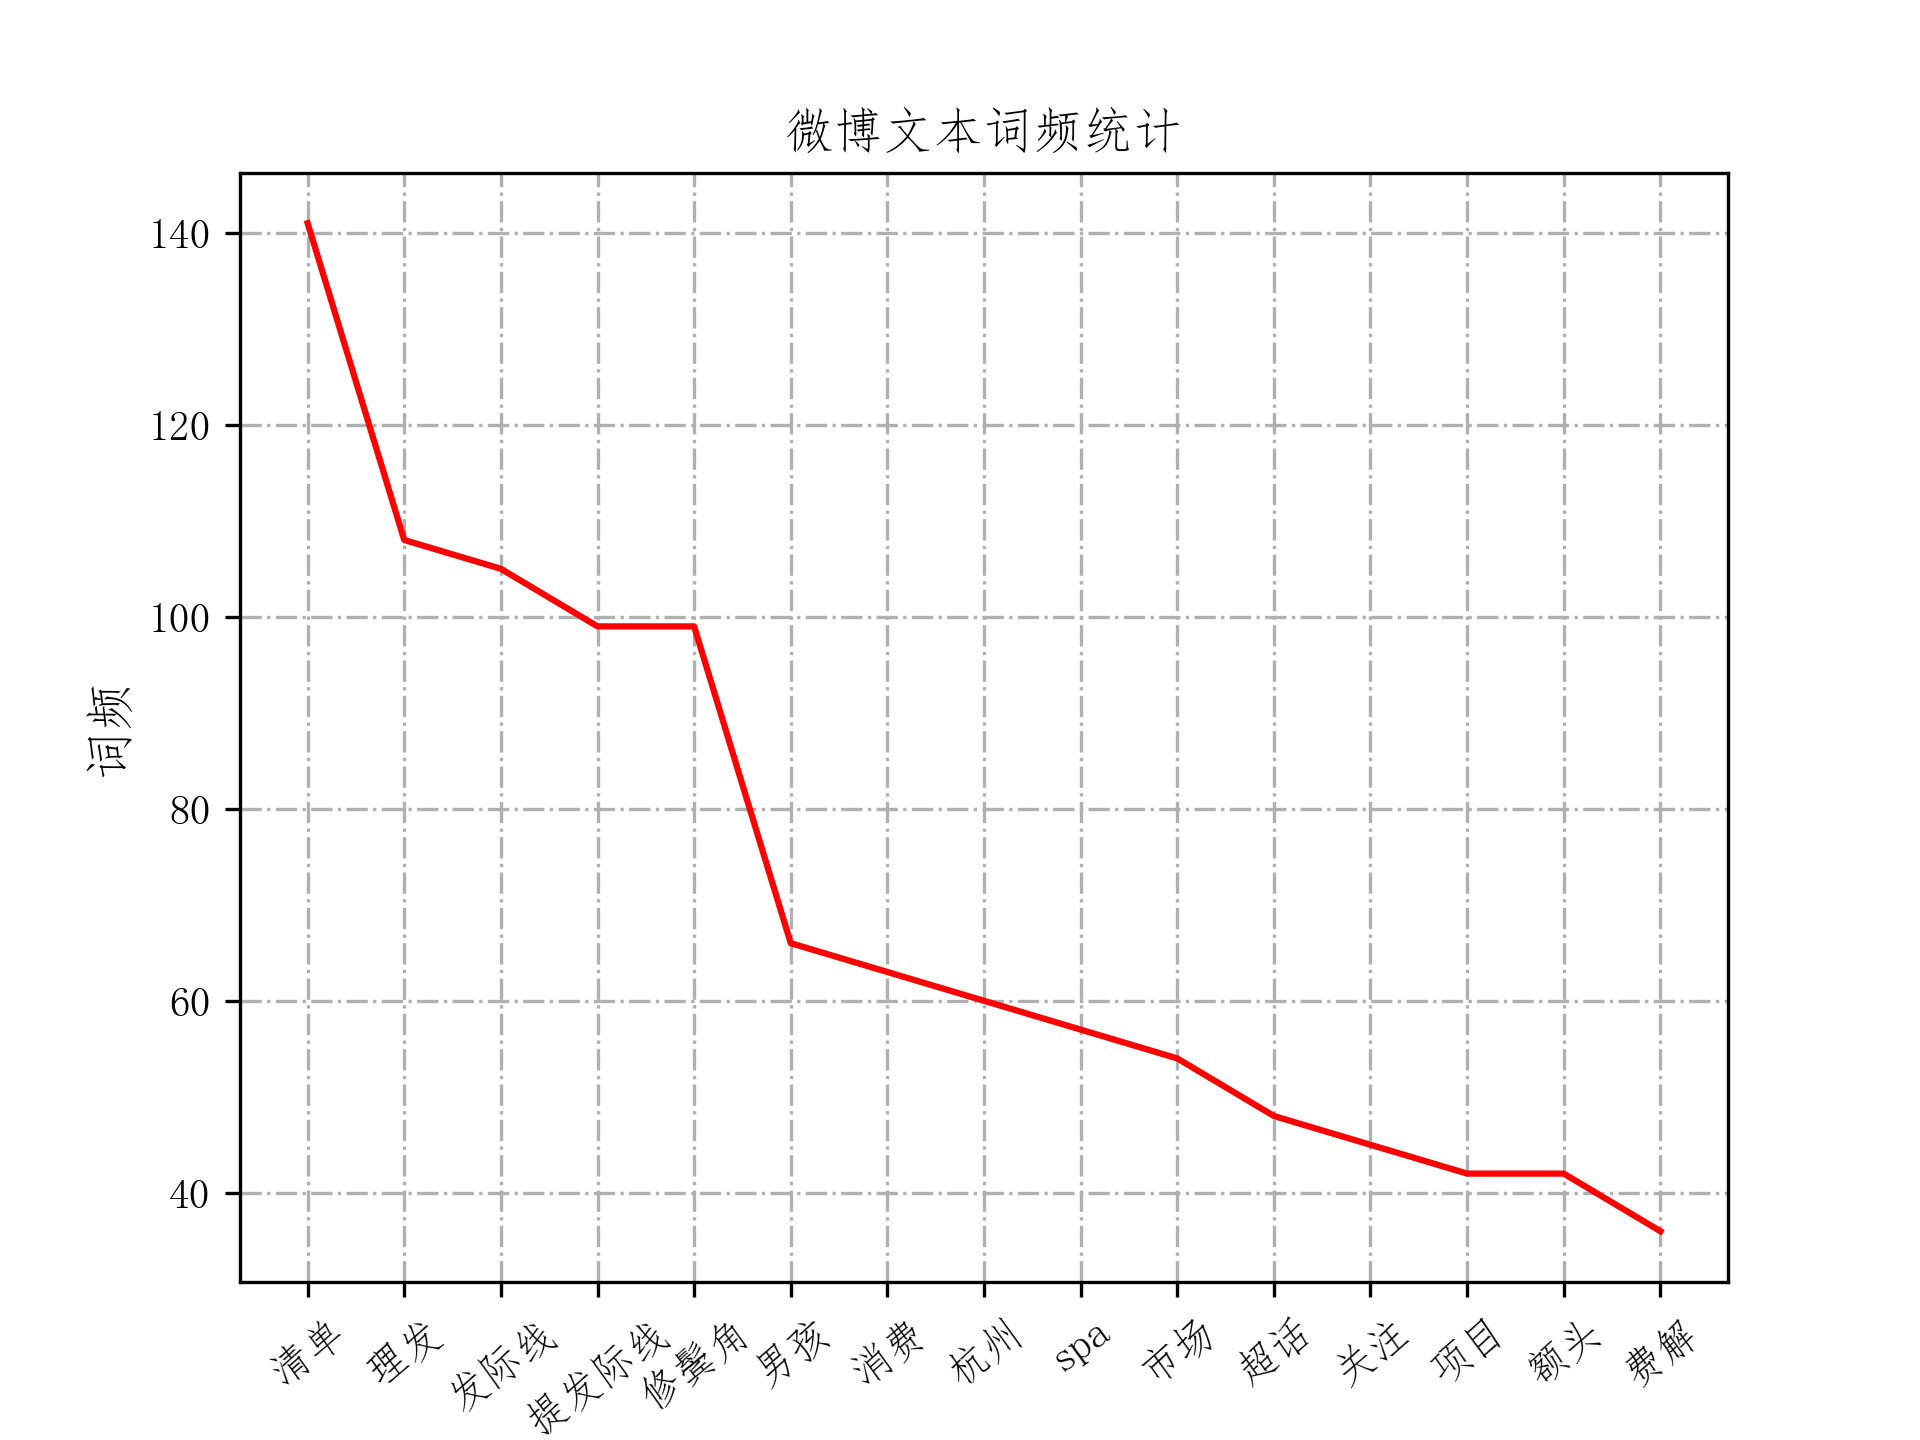 微博文本词频统计
词频
140
120
100
80
60
40
清单
理发
发际线
提发际线
修鬓角
男孩
消费
杭州
spa
市场
超话
关注
项目
额头
费解